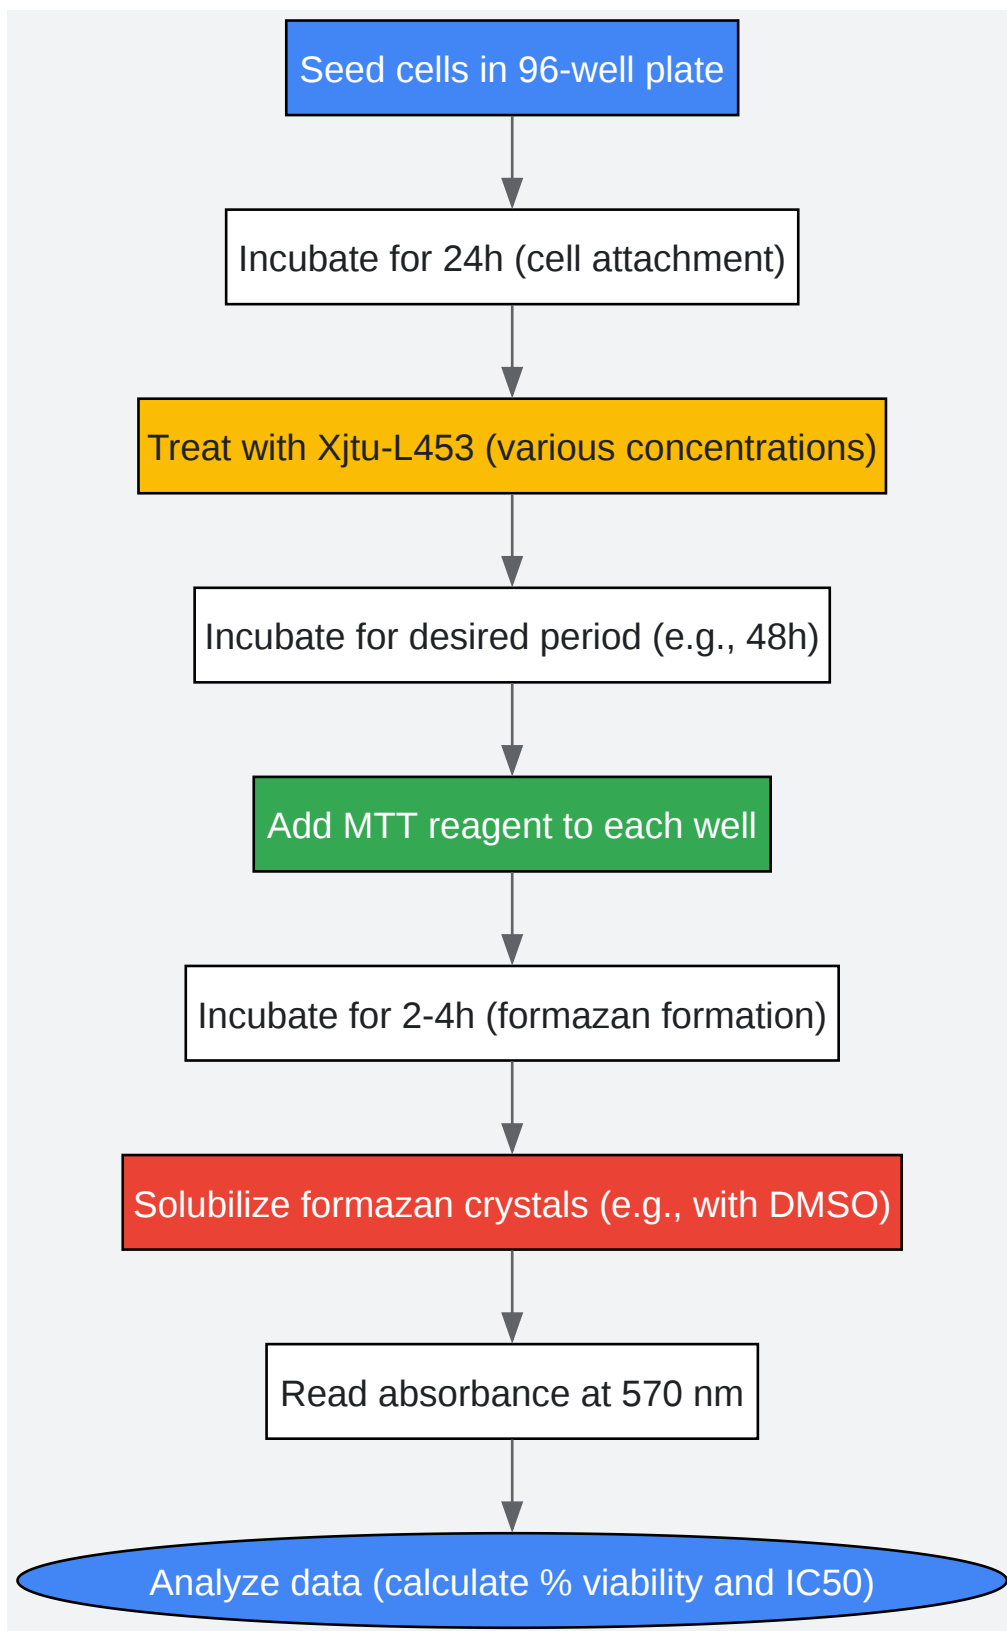 Seed cells in 96-well plate
Incubate for 24h (cell attachment)
Treat with Xjtu-L453 (various concentrations)
Incubate for desired period (e.g., 48h)
Add MTT reagent to each well
Incubate for 2-4h (formazan formation)
Solubilize formazan crystals (e.g., with DMSO)
Read absorbance at 570 nm
Analyze data (calculate % viability and IC50)